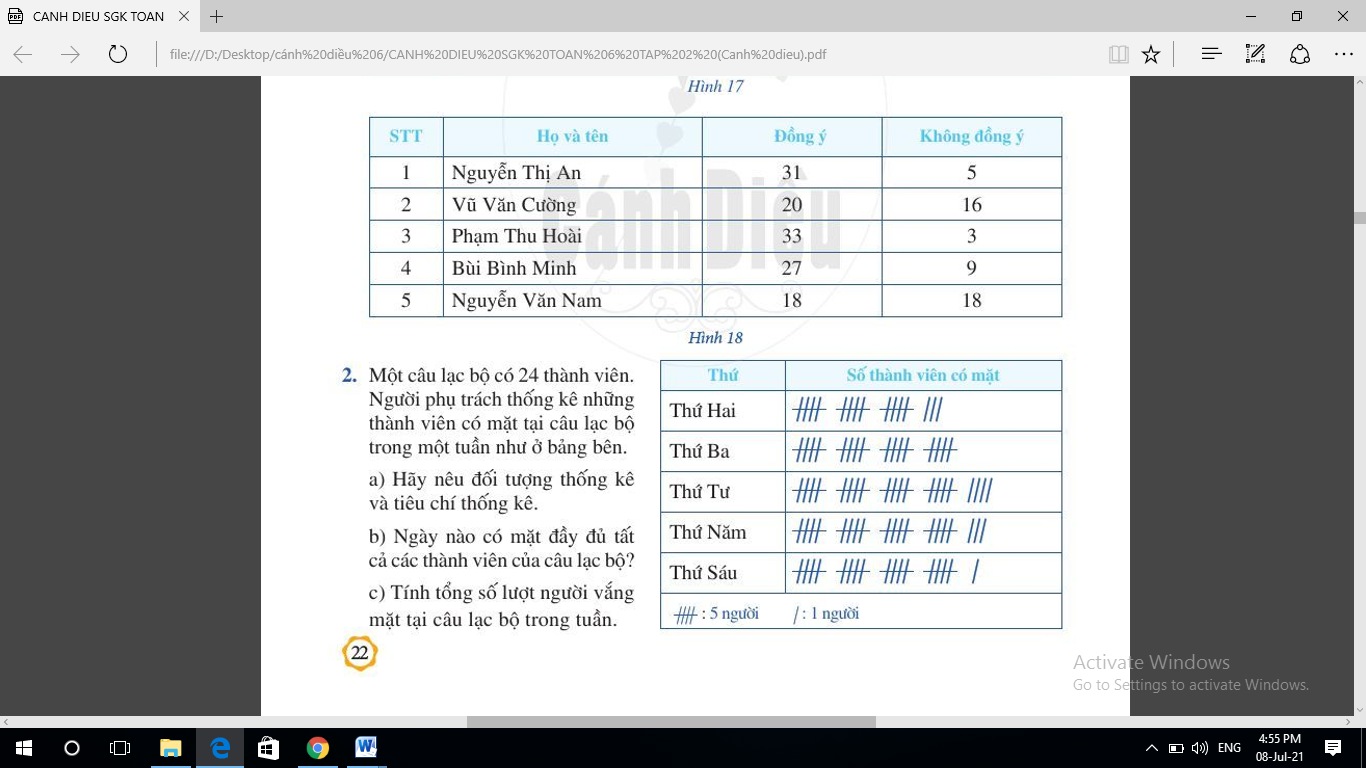 CANH DIEU SGK TOAN
file:///D:/Desktop/cánh%20diều%206/CANH%20DIEU%20SGK%20TOAN%206%20TAP%202%20(Canh%20dieu).pdf
Hình 17
STT Họ và tên Đồng ý Không đồng ý
1 Nguyễn Thị An 31 5
2 Vũ Văn Cường 20 16
3 Phạm Thu Hoài 33 3
4 Bùi Bình Minh 27 9
5 Nguyễn Văn Nam 18 18
Cánh Diều
Hình 18
2. Một câu lạc bộ có 24 thành viên.
Người phụ trách thống kê những
thành viên có mặt tại câu lạc bộ
trong một tuần như ở bảng bên.
a) Hãy nêu đối tượng thống kê
và tiêu chí thống kê.
b) Ngày nào có mặt đầy đủ tất
cả các thành viên của câu lạc bộ?
c) Tính tổng số lượt người vắng
mặt tại câu lạc bộ trong tuần.
Thứ Số thành viên có mặt
Thứ Hai
Thứ Ba
Thứ Tư
Thứ Năm
Thứ Sáu
: 5 người : 1 người
22
Activate Windows
Go to Settings to activate Windows.
ENG
4:55 PM
08-Jul-21